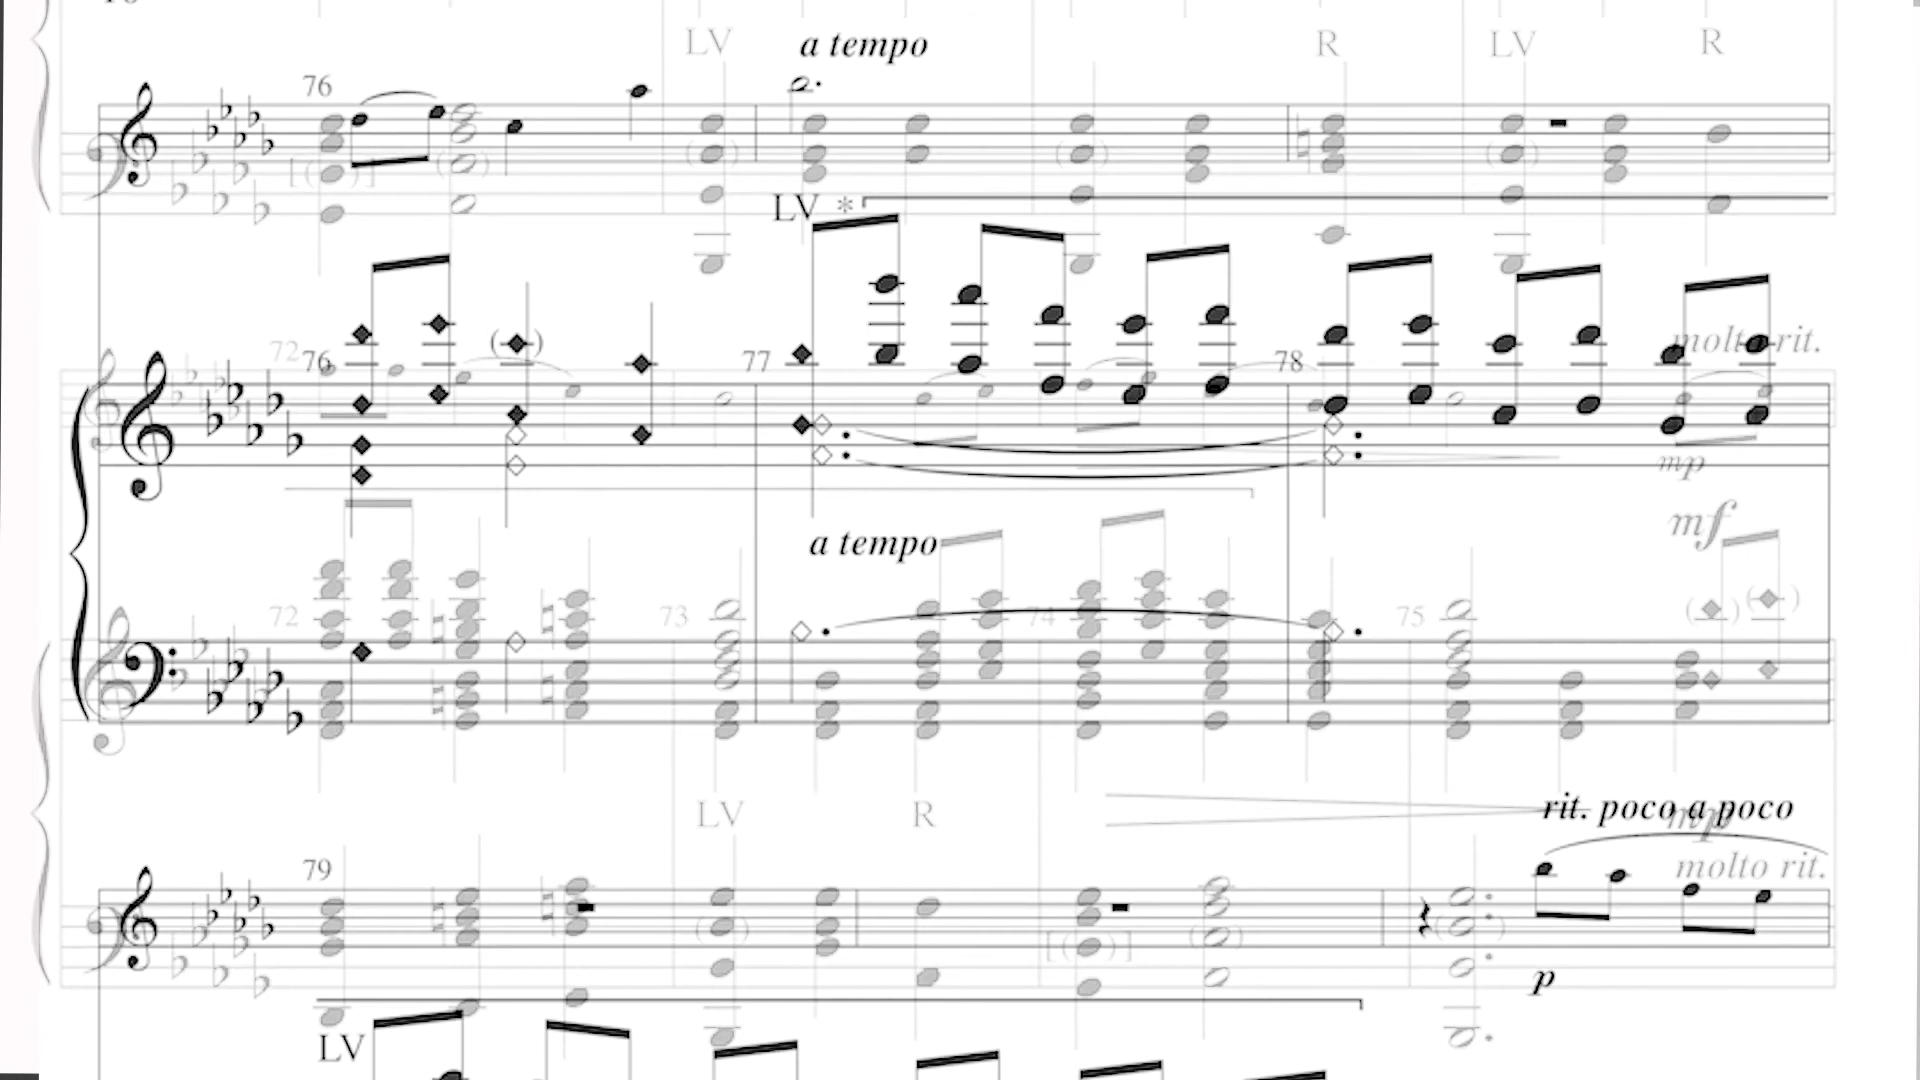 LV a tempo R LV R
76
LV *
molto rit.
72 76 77 78
mp
mf
a tempo
72 73 74 75
LV R
rit. poco a poco
mp
molto rit.
79
p
LV